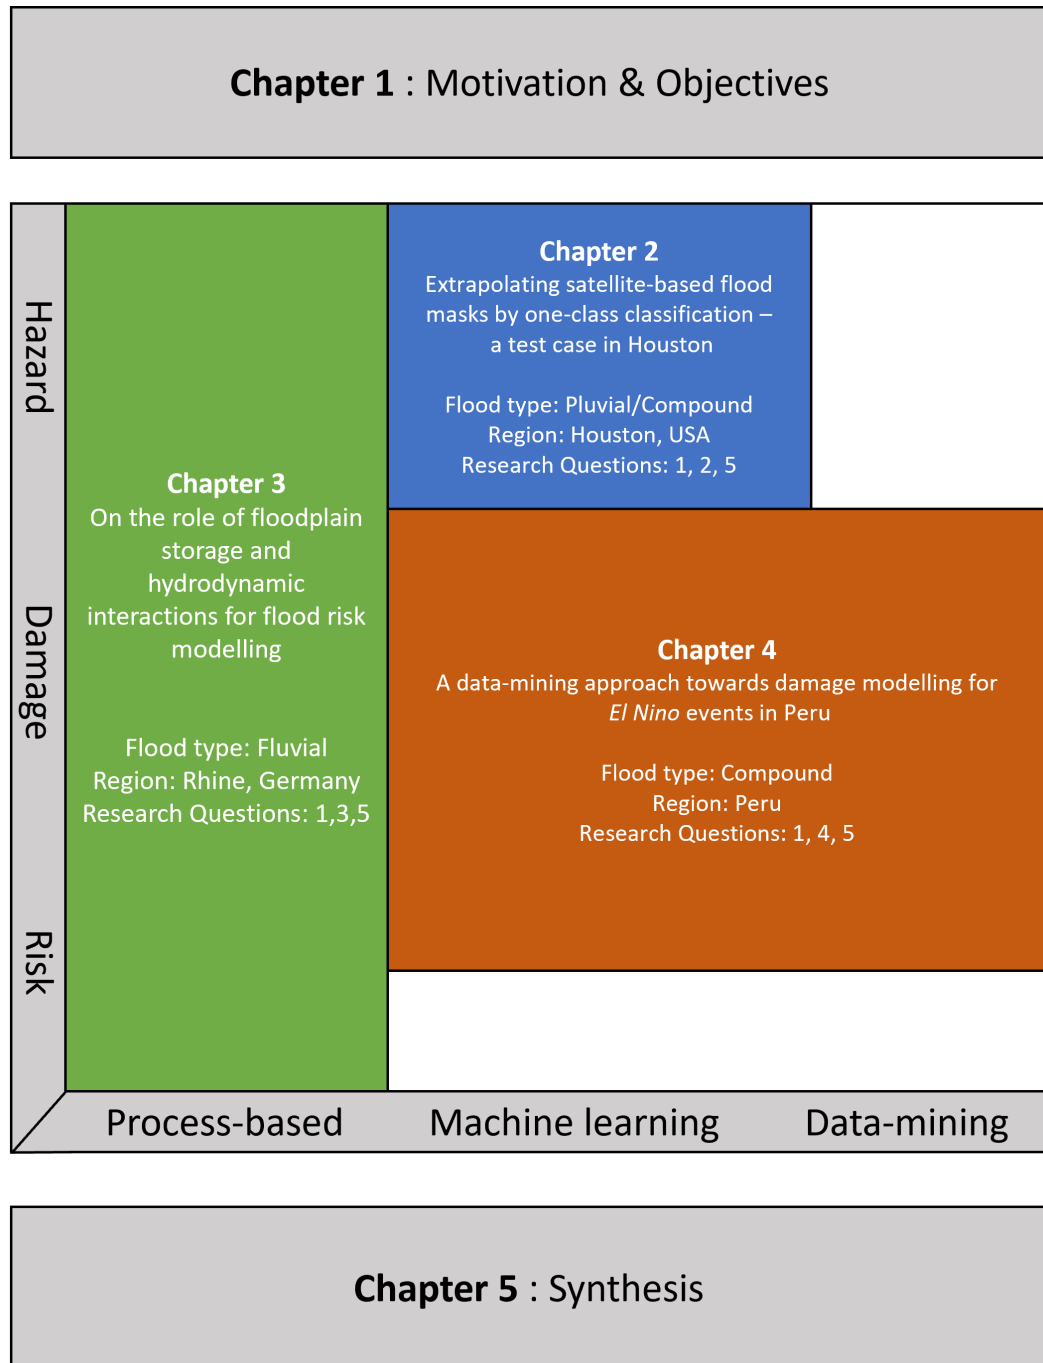 Chapter 1 : Motivation & Objectives
Hazard
Damage
Risk
Chapter 2
Extrapolating satellite-based flood
masks by one-class classification –
a test case in Houston
Flood type: Pluvial/Compound
Region: Houston, USA
Research Questions: 1, 2, 5
Chapter 3
On the role of floodplain
storage and
hydrodynamic
interactions for flood risk
modelling
Flood type: Fluvial
Region: Rhine, Germany
Research Questions: 1,3,5
Chapter 4
A data-mining approach towards damage modelling for
El Nino events in Peru
Flood type: Compound
Region: Peru
Research Questions: 1, 4, 5
Process-based
Machine learning
Data-mining
Chapter 5 : Synthesis